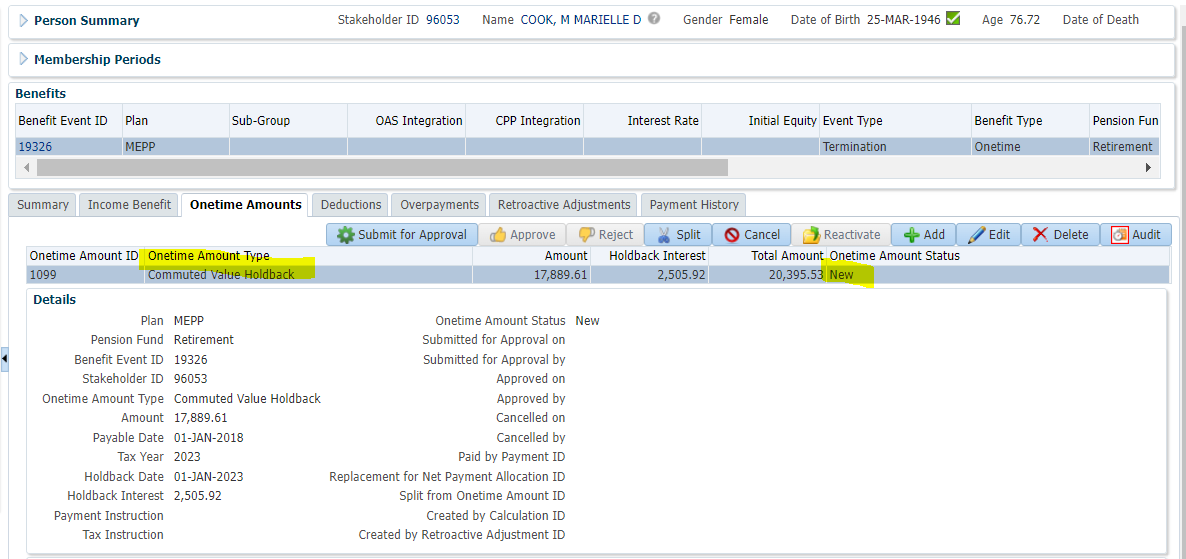 Person Summary Stakeholder ID 96053 Name COOK, M MARIELLE D Gender Female Date of Birth 25-MAR-1946 Age 76.72 Date of Death
Membership Periods
Benefits
Benefit Event ID Plan Sub-Group OAS Integration CPP Integration Interest Rate Initial Equity Event Type Benefit Type Pension Fun
19326 MEPP Termination Onetime Retirement
Summary Income Benefit Onetime Amounts Deductions Overpayments Retroactive Adjustments Payment History
Submit for Approval Approve Reject Split Cancel Reactivate Add Edit Delete Audit
Onetime Amount ID Onetime Amount Type Amount Holdback Interest Total Amount Onetime Amount Status
1099 Commuted Value Holdback 17,889.61 2,505.92 20,395.53 New
Details
Plan MEPP Onetime Amount Status New
Pension Fund Retirement Submitted for Approval on
Benefit Event ID 19326 Submitted for Approval by
Stakeholder ID 96053 Approved on
Onetime Amount Type Commuted Value Holdback Approved by
Amount 17,889.61 Cancelled on
Payable Date 01-JAN-2018 Cancelled by
Tax Year 2023 Paid by Payment ID
Holdback Date 01-JAN-2023 Replacement for Net Payment Allocation ID
Holdback Interest 2,505.92 Split from Onetime Amount ID
Payment Instruction Created by Calculation ID
Tax Instruction Created by Retroactive Adjustment ID